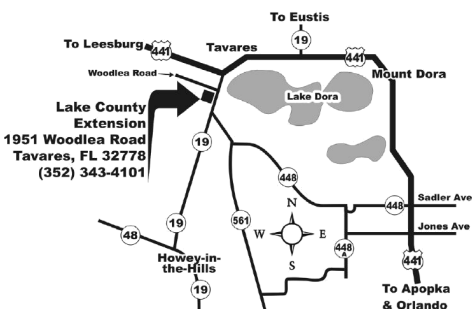 To Eustis
19
To Leesburg
441
Tavares
441
Woodlea Road
Mount Dora
Lake Dora
Lake County
Extension
1951 Woodlea Road
Tavares, FL 32778
(352) 343-4101
19
448
N
448
Sadler Ave
19
561
W
E
Jones Ave
48
448
A
S
Howey-in-
the-Hills
441
19
To Apopka
& Orlando